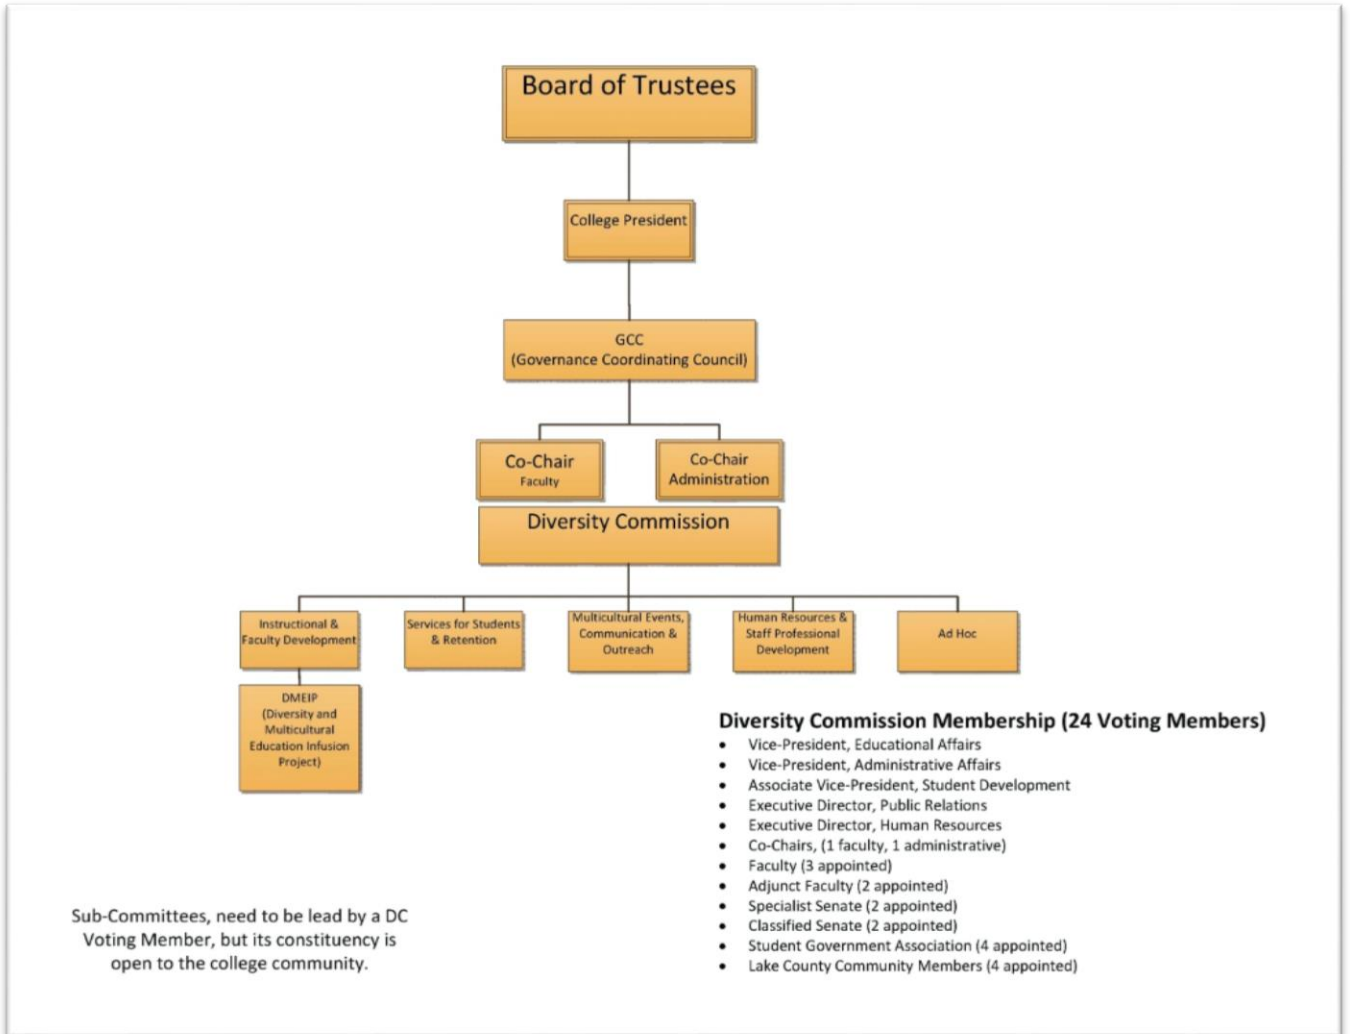 Board of Trustees
College President
GCC
(Governance Coordinating Council)
Co-Chair
Faculty
Co-Chair
Administration
Diversity Commission
Instructional &
Faculty Development
Services for Students
& Retention
Multicultural Events,
Communication &
Outreach
Human Resources &
Staff Professional
Development
Ad Hoc
DMEIP
(Diversity and
Multicultural
Education Infusion
Project)
Diversity Commission Membership (24 Voting Members)
• Vice-President, Educational Affairs
• Vice-President, Administrative Affairs
• Associate Vice-President, Student Development
• Executive Director, Public Relations
• Executive Director, Human Resources
• Co-Chairs, (1 faculty, 1 administrative)
• Faculty (3 appointed)
• Adjunct Faculty (2 appointed)
• Specialist Senate (2 appointed)
• Classified Senate (2 appointed)
• Student Government Association (4 appointed)
• Lake County Community Members (4 appointed)
Sub-Committees, need to be lead by a DC
Voting Member, but its constituency is
open to the college community.